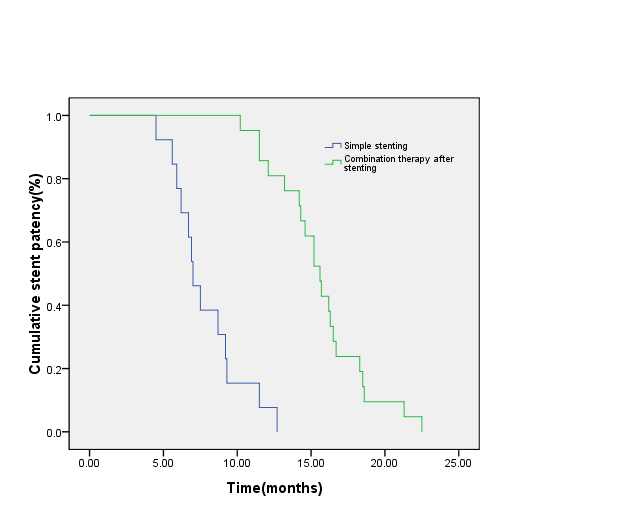 1.0
0.8
0.6
0.4
0.2
0.0
Cumulative stent patency(%)
Simple stenting
Combination therapy after
stenting
0.00 5.00 10.00 15.00 20.00 25.00
Time(months)